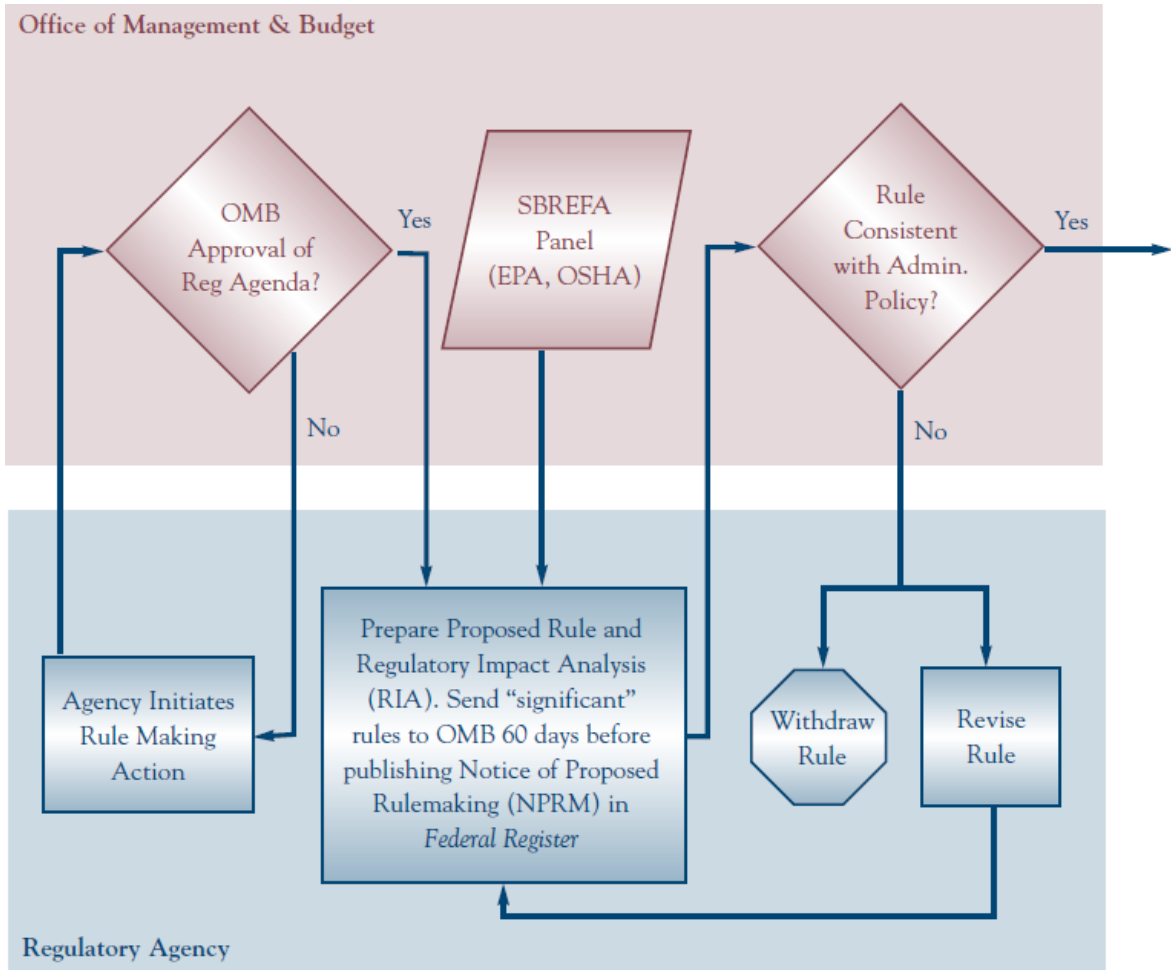 Office of Management & Budget
OMB
Approval of
Reg Agenda?
Yes
No
SBREFA
Panel
(EPA, OSHA)
Rule
Consistent
with Admin.
Policy?
Yes
No
Agency Initiates
Rule Making
Action
Prepare Proposed Rule and
Regulatory Impact Analysis
(RIA). Send “significant”
rules to OMB 60 days before
publishing Notice of Proposed
Rulemaking (NPRM) in
Federal Register
Withdraw
Rule
Revise
Rule
Regulatory Agency